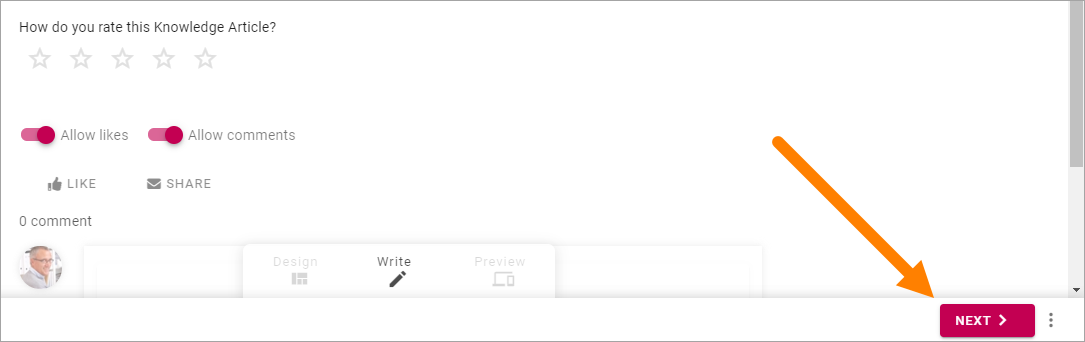 How do you rate this Knowledge Article?
Allow likes Allow comments
LIKE SHARE
0 comment
Design Write Preview
NEXT